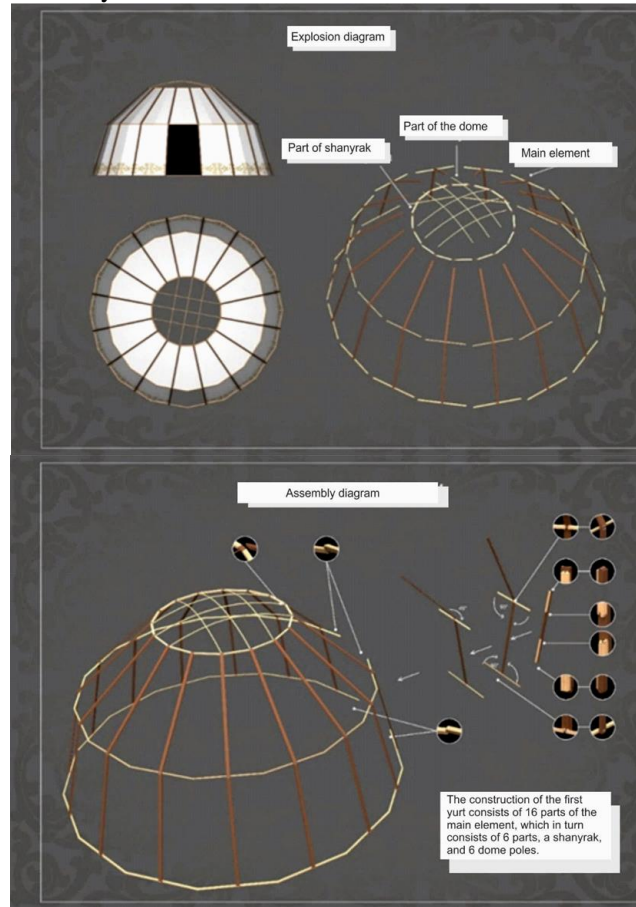 Explosion diagram
Part of the dome
Part of shanyrak
Main element
Assembly diagram
The construction of the first
yurt consists of 16 parts of the
main element, which in turn
consists of 6 parts, a shanyrak,
and 6 dome poles.